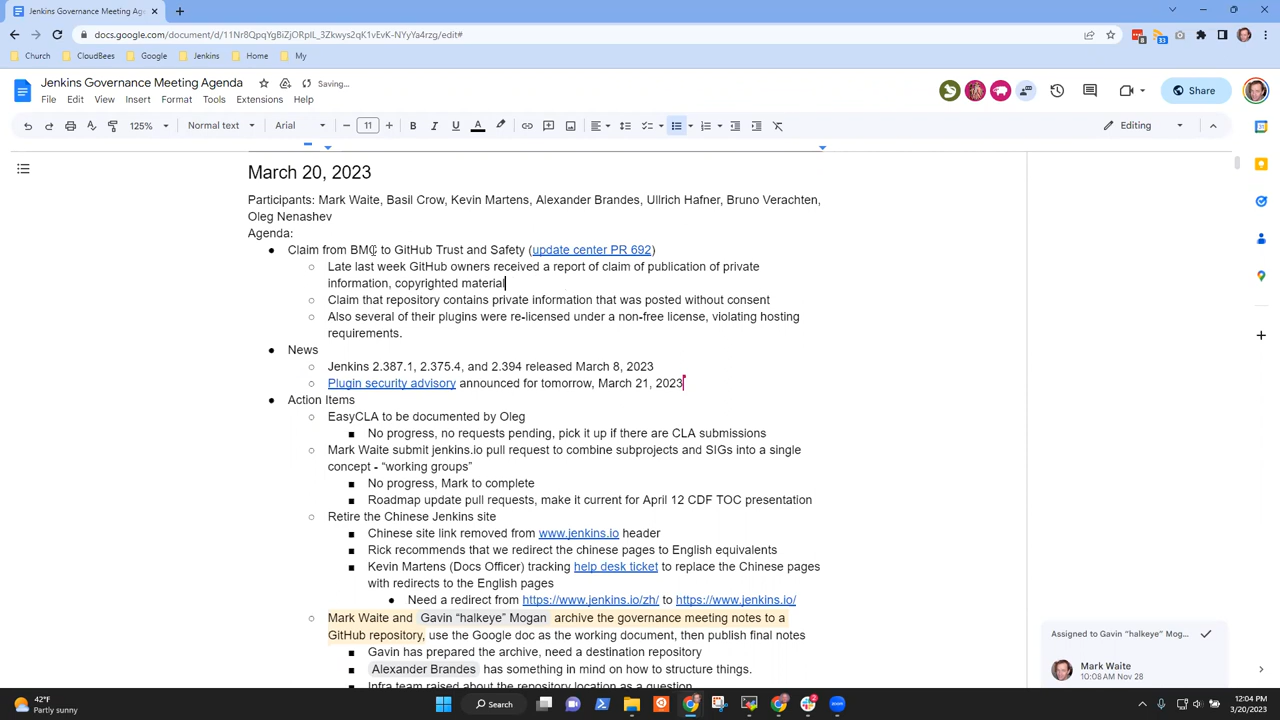 Jenkins Governance Meeting Ag
docs.google.com/document/d/11Nr8QpqYgBiZjORpIL_3Zkwys2qK1vEvK-NYyYa4rzg/edit#
Church CloudBees Google Jenkins Home My
Jenkins Governance Meeting Agenda Saving...
File Edit View Insert Format Tools Extensions Help
Share
125% Normal text Arial 11 B I U A Editing
March 20, 2023
Participants: Mark Waite, Basil Crow, Kevin Martens, Alexander Brandes, Ullrich Hafner, Bruno Verachten,
Oleg Nenashev
Agenda:
● Claim from BMC to GitHub Trust and Safety (update center PR 692)
○ Late last week GitHub owners received a report of claim of publication of private
information, copyrighted material
○ Claim that repository contains private information that was posted without consent
○ Also several of their plugins were re-licensed under a non-free license, violating hosting
requirements.
● News
○ Jenkins 2.387.1, 2.375.4, and 2.394 released March 8, 2023
○ Plugin security advisory announced for tomorrow, March 21, 2023
● Action Items
○ EasyCLA to be documented by Oleg
■ No progress, no requests pending, pick it up if there are CLA submissions
○ Mark Waite submit jenkins.io pull request to combine subprojects and SIGs into a single
concept - “working groups”
■ No progress, Mark to complete
■ Roadmap update pull requests, make it current for April 12 CDF TOC presentation
○ Retire the Chinese Jenkins site
■ Chinese site link removed from www.jenkins.io header
■ Rick recommends that we redirect the chinese pages to English equivalents
■ Kevin Martens (Docs Officer) tracking help desk ticket to replace the Chinese pages
with redirects to the English pages
● Need a redirect from https://www.jenkins.io/zh/ to https://www.jenkins.io/
○ Mark Waite and Gavin “halkeye” Mogan archive the governance meeting notes to a
GitHub repository, use the Google doc as the working document, then publish final notes
■ Gavin has prepared the archive, need a destination repository
■ Alexander Brandes has something in mind on how to structure things.
■ Infra team raised about the repository location as a question
Assigned to Gavin “halkeye” Mog...
Mark Waite
10:08 AM Nov 28
42°F
Partly sunny
Search
12:04 PM
3/20/2023